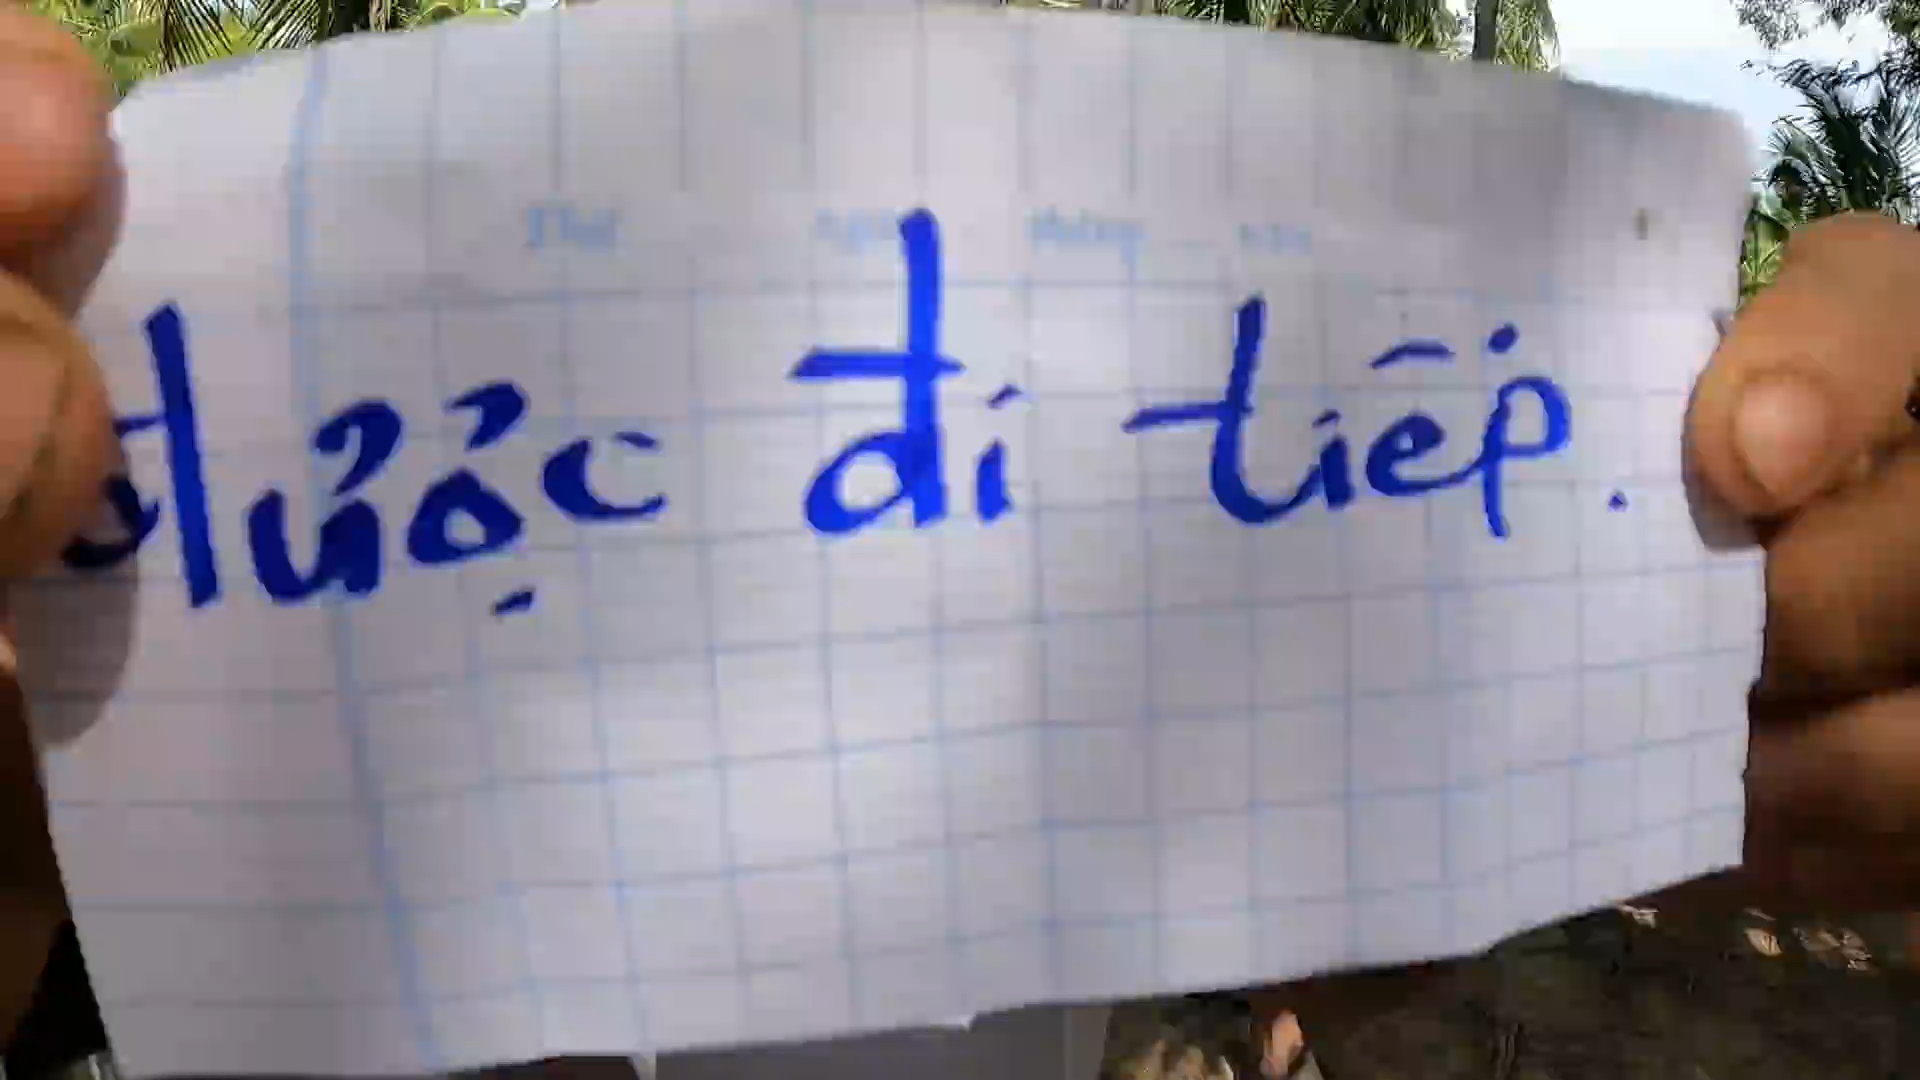 được đi tiếp.